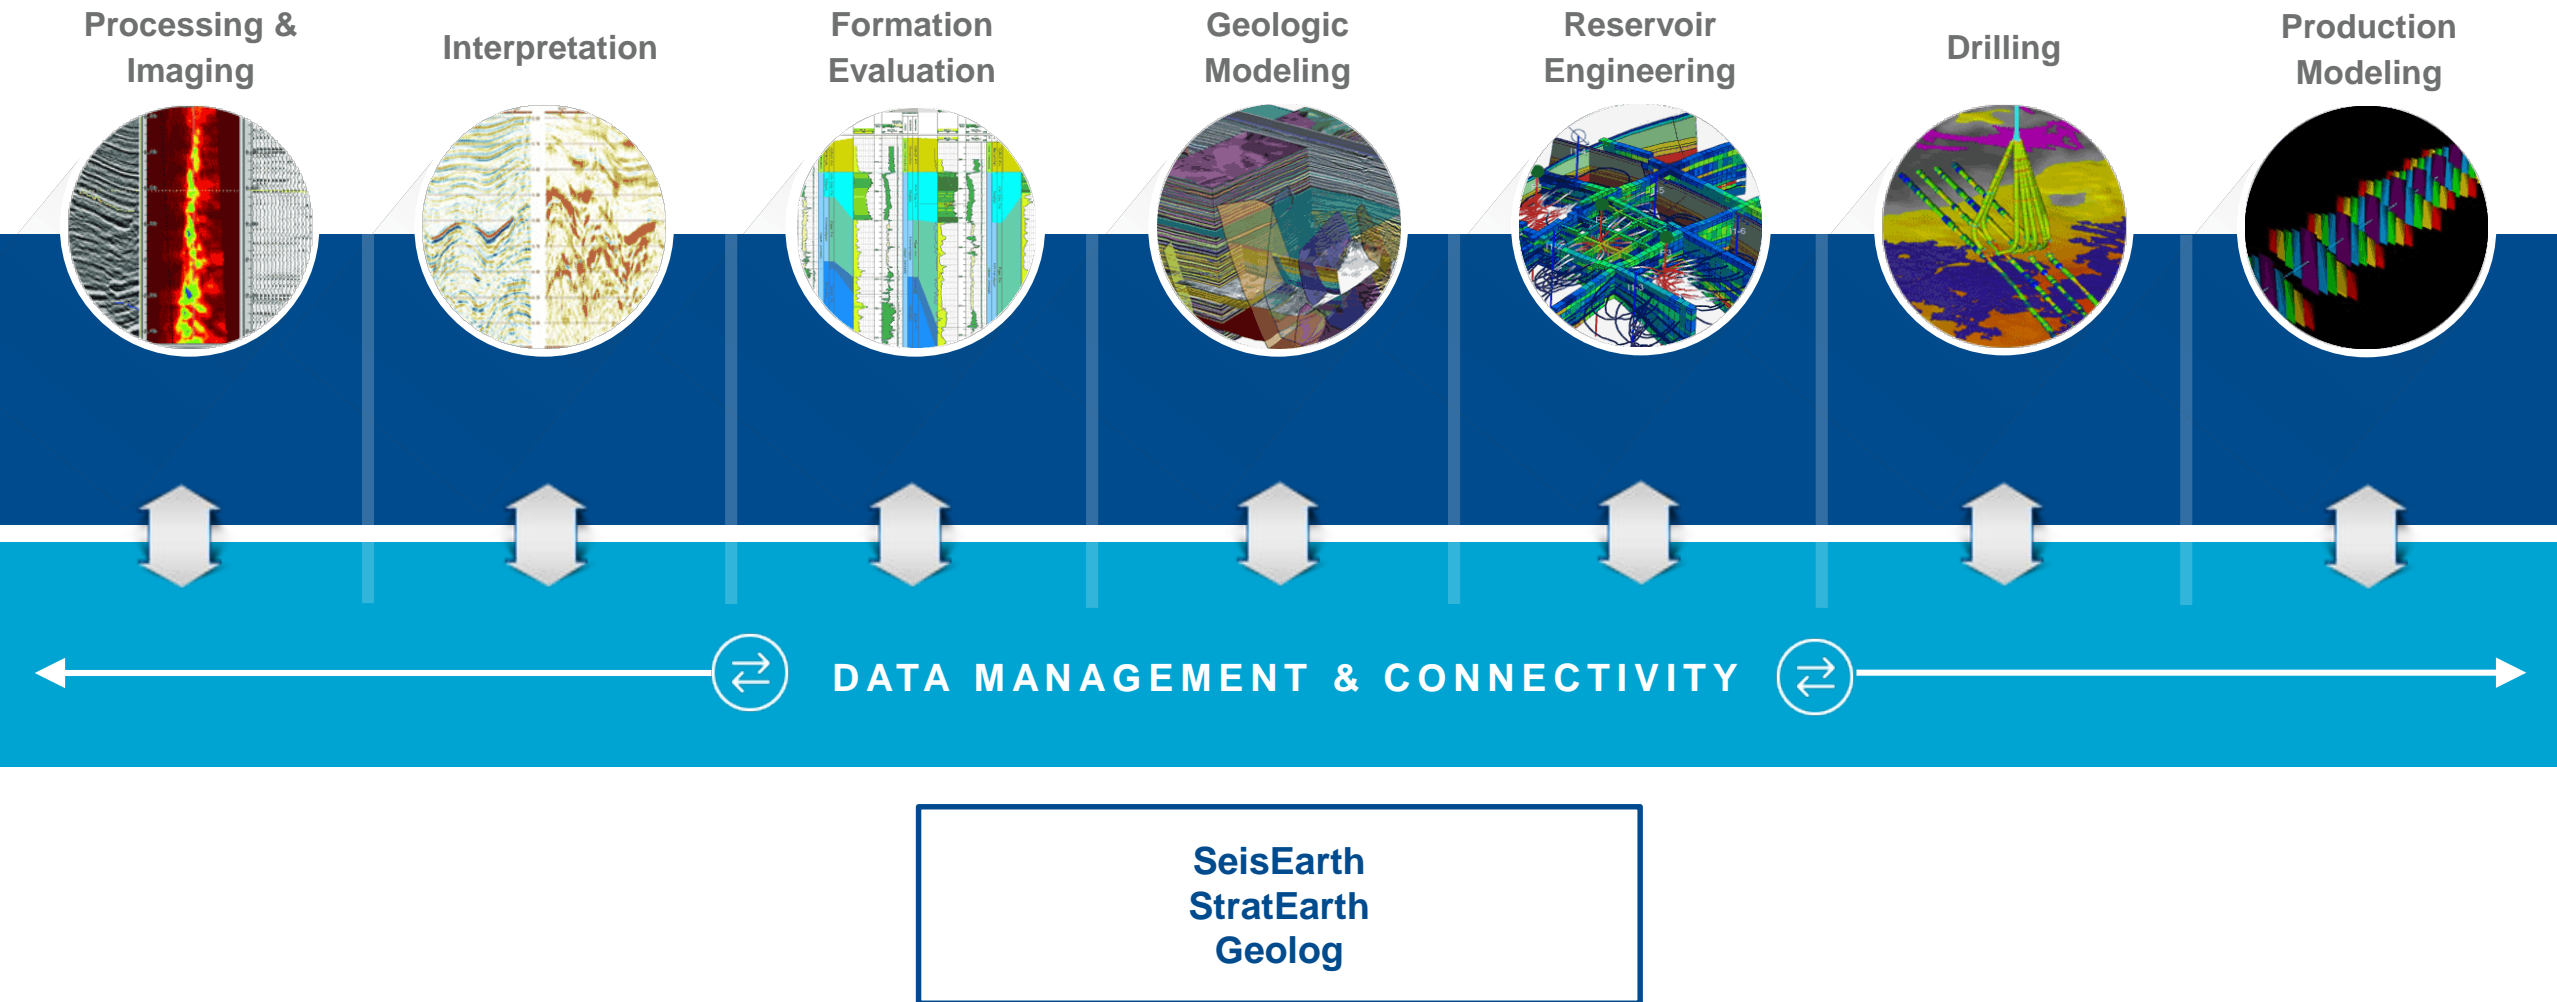 Processing &
Imaging
Interpretation
Formation
Evaluation
Geologic
Modeling
Reservoir
Engineering
Drilling
Production
Modeling
DATA MANAGEMENT & CONNECTIVITY
SeisEarth
StratEarth
Geolog